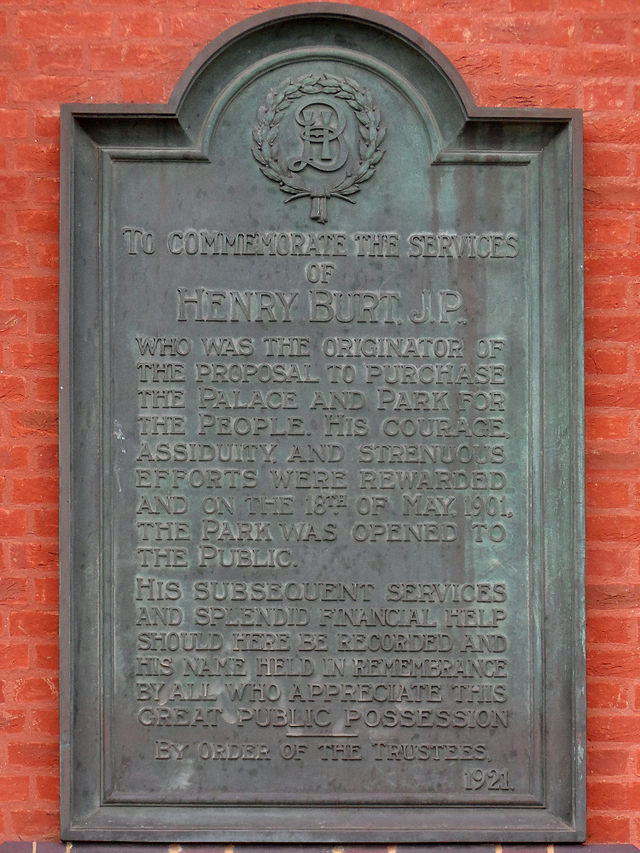 To commemorate the services
of
Henry Burt. J.P.
who was the originator of
the proposal to purchase
the Palace and Park for
the People. His courage,
assiduity and strenuous
efforts were rewarded
and on the 18th of May, 1901,
the Park was opened to
the Public.
His subsequent services
and splendid financial help
should here be recorded and
his name held in remembrance
by all who appreciate this
great public possession
By Order of the Trustees.
1921.